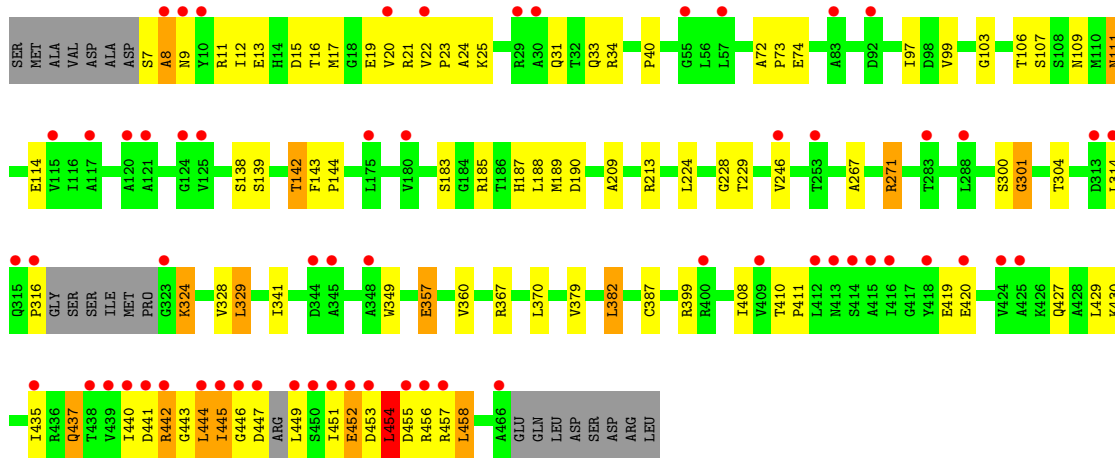 SER MET ALA VAL ASP ALA ASP S7 A8 N9 Y10 R11 I12 E13 H14 D15 T16 M17 G18 E19 V20 R21 V22 P23 A24 K25 R29 A30 Q31 T32 Q33 R34 P40 G55 L56 L57 A72 P73 E74 A83 D92 I97 D98 V99 G103 T106 S107 S108 N109 M110 N111
E114 V115 I116 A117 A120 A121 G124 V125 S138 S139 T142 F143 P144 L175 V180 S183 G184 R185 T186 H187 L188 M189 D190 A209 R213 L224 G228 T229 V246 T253 A267 R271 T283 L288 S300 G301 T304 D313 L314
Q315 P316 GLY SER SER ILE MET PRO G323 K324 V328 L329 I341 D344 A345 A348 W349 E357 V360 R367 L370 V379 L382 C387 R399 R400 I408 V409 T410 P411 L412 N413 S414 A415 I416 G417 Y418 E419 E420 V424 A425 K426 Q427 A428 L429 K430
I435 R436 Q437 T438 V439 I440 D441 R442 G443 L444 I445 G446 D447 ARG L449 S450 I451 E452 D453 L454 D455 R456 R457 L458 A466 GLU GLN LEU ASP SER ASP ARG LEU